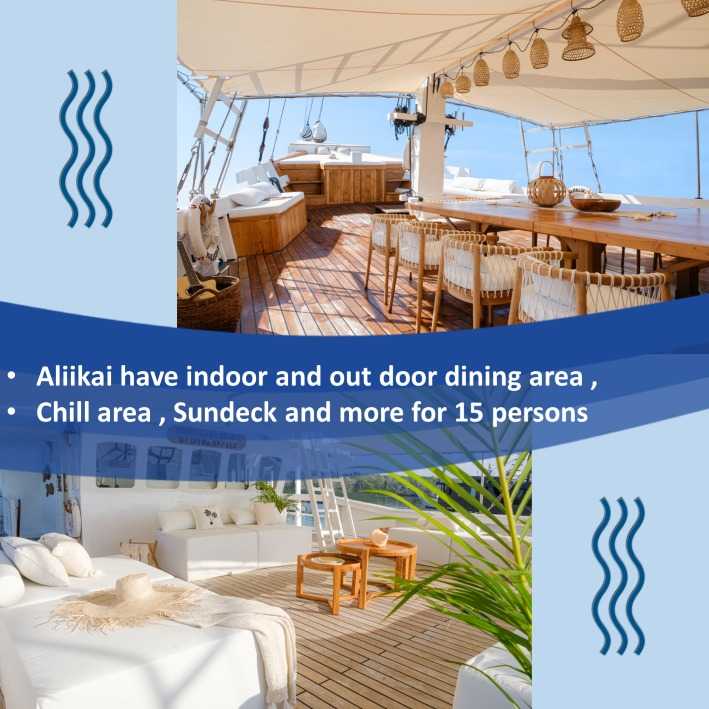 • Aliikai have indoor and out door dining area ,
• Chill area , Sundeck and more for 15 persons